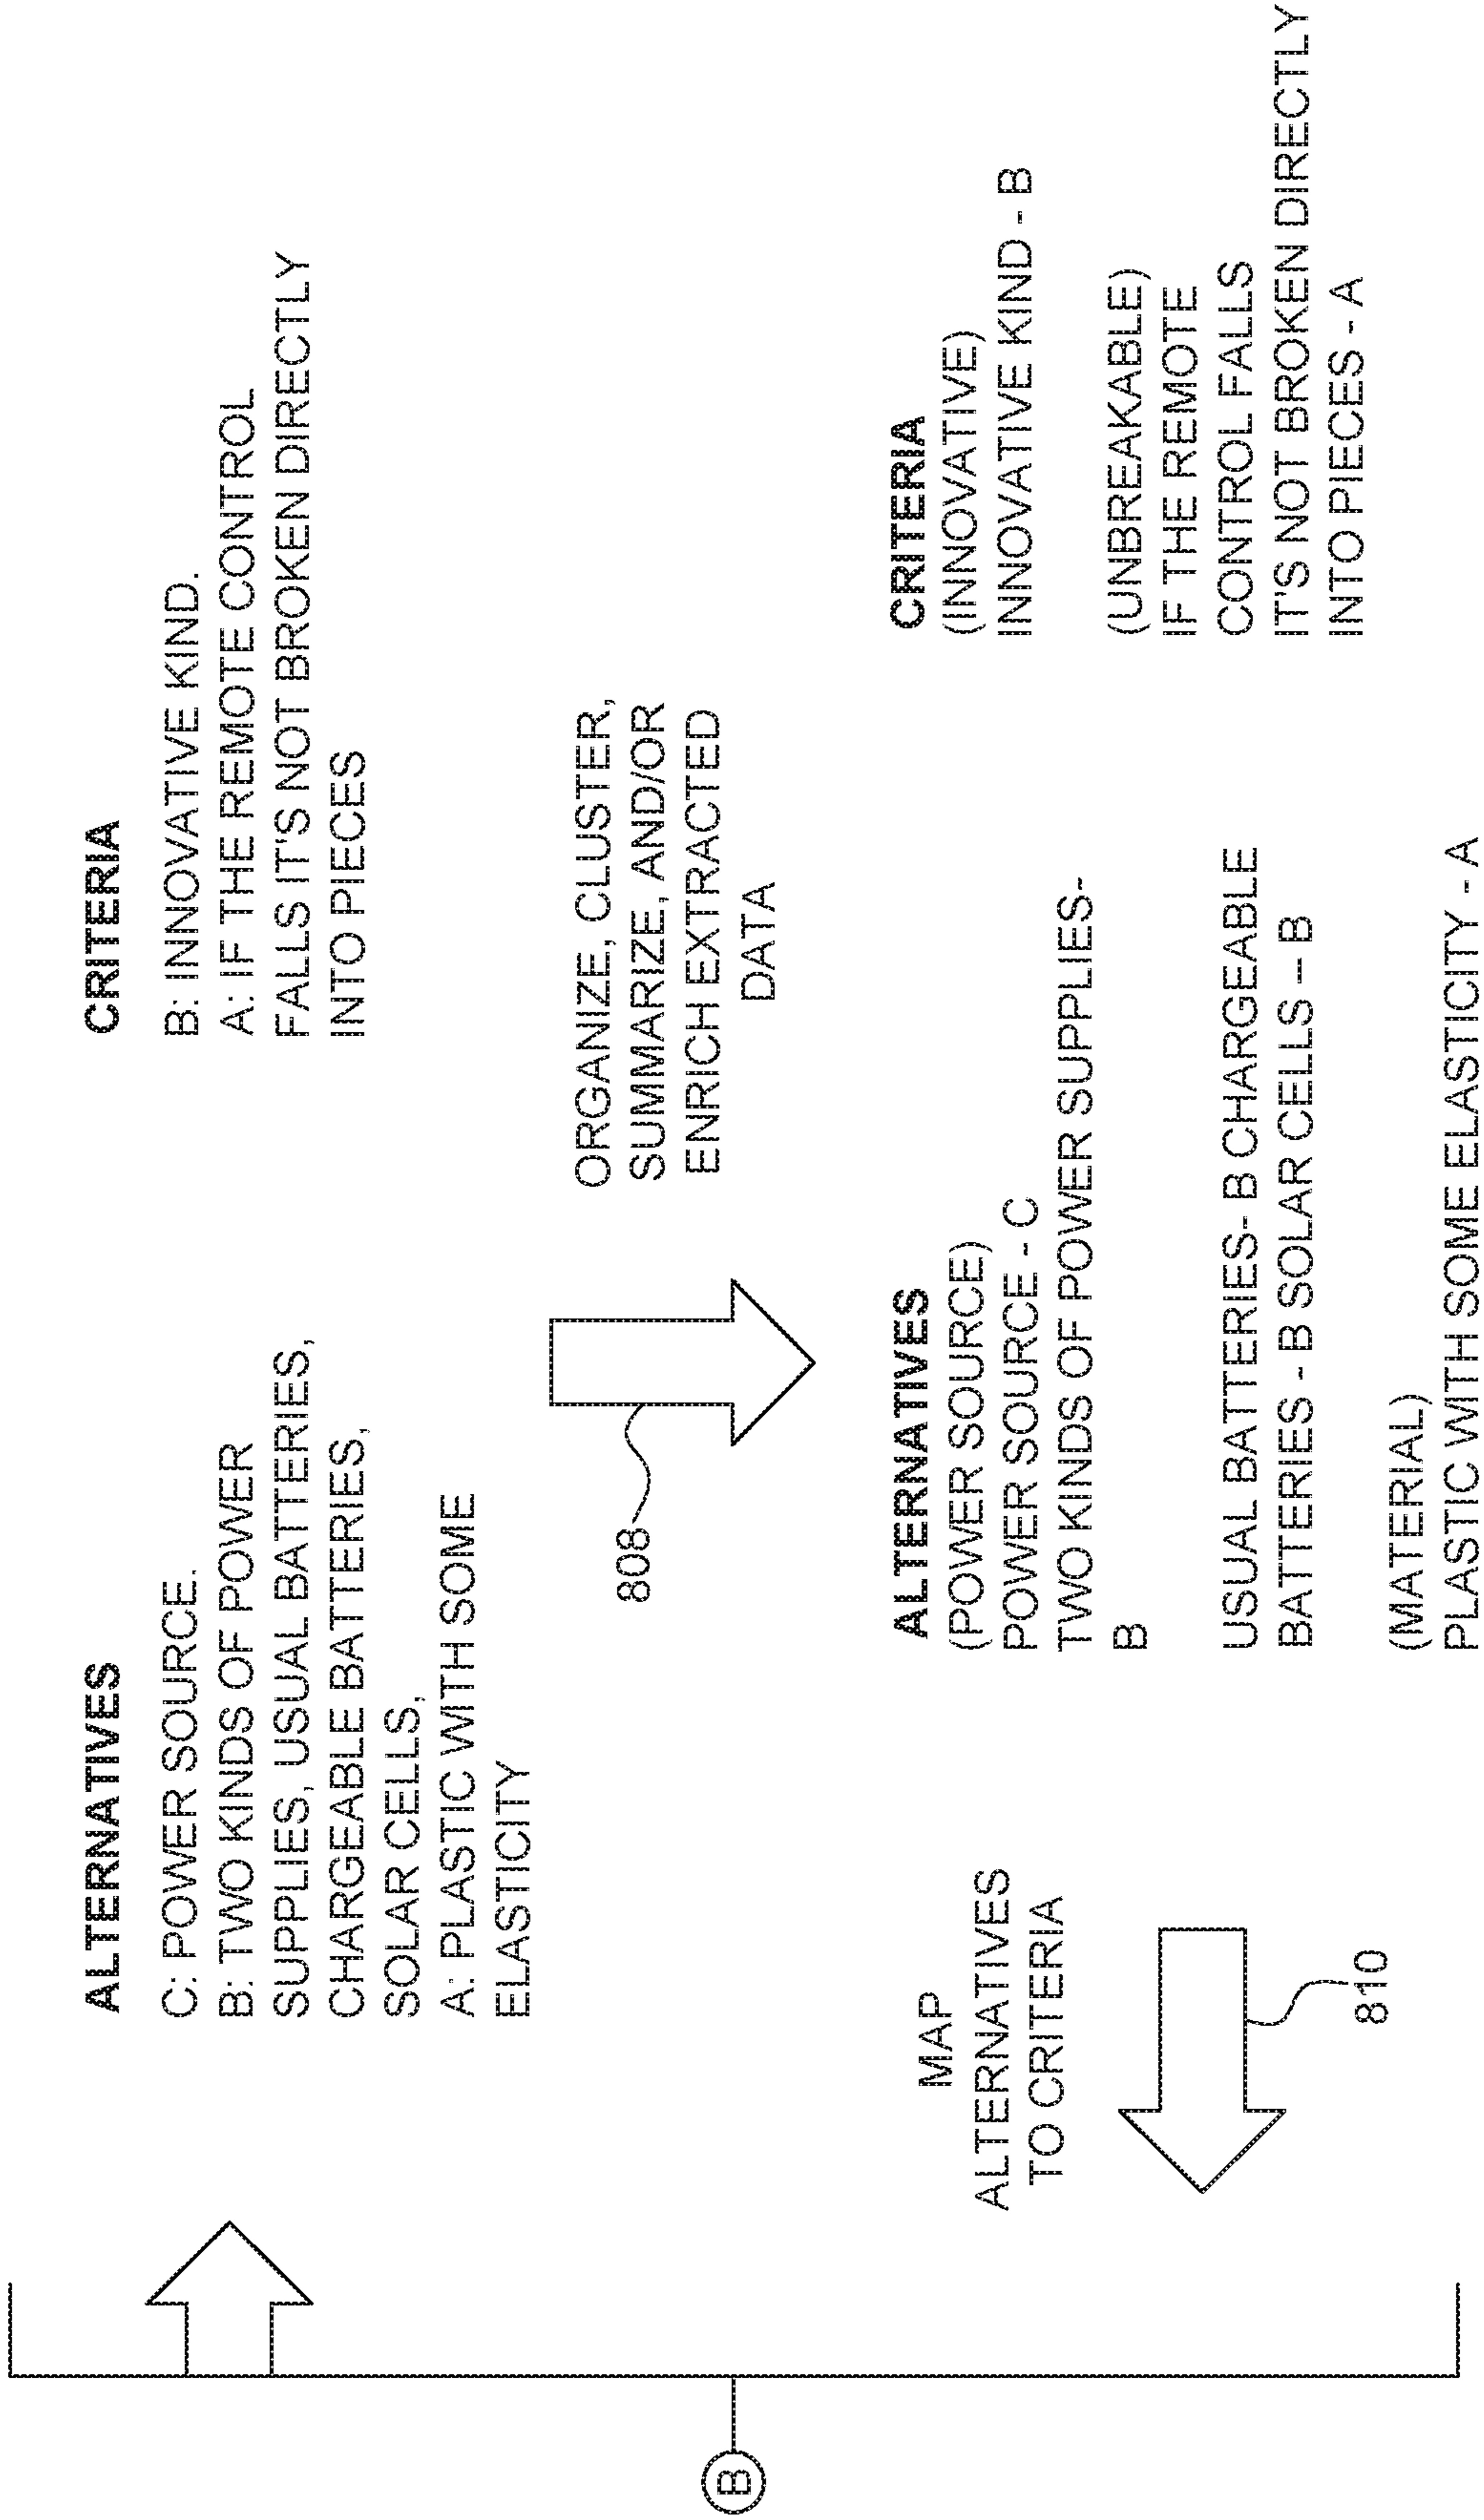 ALTERNATIVES
C: POWER SOURCE.
B: TWO KINDS OF POWER
SUPPLIES, USUAL BATTERIES,
CHARGEABLE BATTERIES,
SOLAR CELLS,
A: PLASTIC WITH SOME
ELASTICITY
CRITERIA
B: INNOVATIVE KIND.
A: IF THE REMOTE CONTROL
FALLS IT'S NOT BROKEN DIRECTLY
INTO PIECES
808
ORGANIZE, CLUSTER,
SUMMARIZE, AND/OR
ENRICH EXTRACTED
DATA
B
MAP
ALTERNATIVES
TO CRITERIA
810
ALTERNATIVES
(POWER SOURCE)
POWER SOURCE - C
TWO KINDS OF POWER SUPPLIES-
B
USUAL BATTERIES- B CHARGEABLE
BATTERIES - B SOLAR CELLS -- B
(MATERIAL)
PLASTIC WITH SOME ELASTICITY - A
CRITERIA
(INNOVATIVE)
INNOVATIVE KIND - B
(UNBREAKABLE)
IF THE REMOTE
CONTROL FALLS
IT'S NOT BROKEN DIRECTLY
INTO PIECES - A